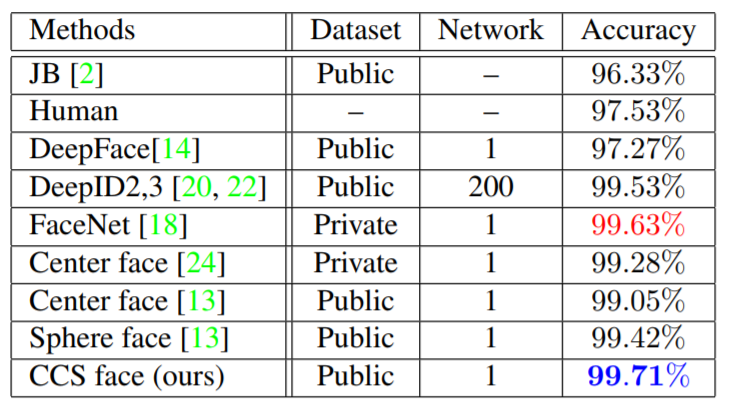 Methods Dataset Network Accuracy
JB [2] Public – 96.33%
Human – – 97.53%
DeepFace[14] Public 1 97.27%
DeepID2,3 [20, 22] Public 200 99.53%
FaceNet [18] Private 1 99.63%
Center face [24] Private 1 99.28%
Center face [13] Public 1 99.05%
Sphere face [13] Public 1 99.42%
CCS face (ours) Public 1 99.71%